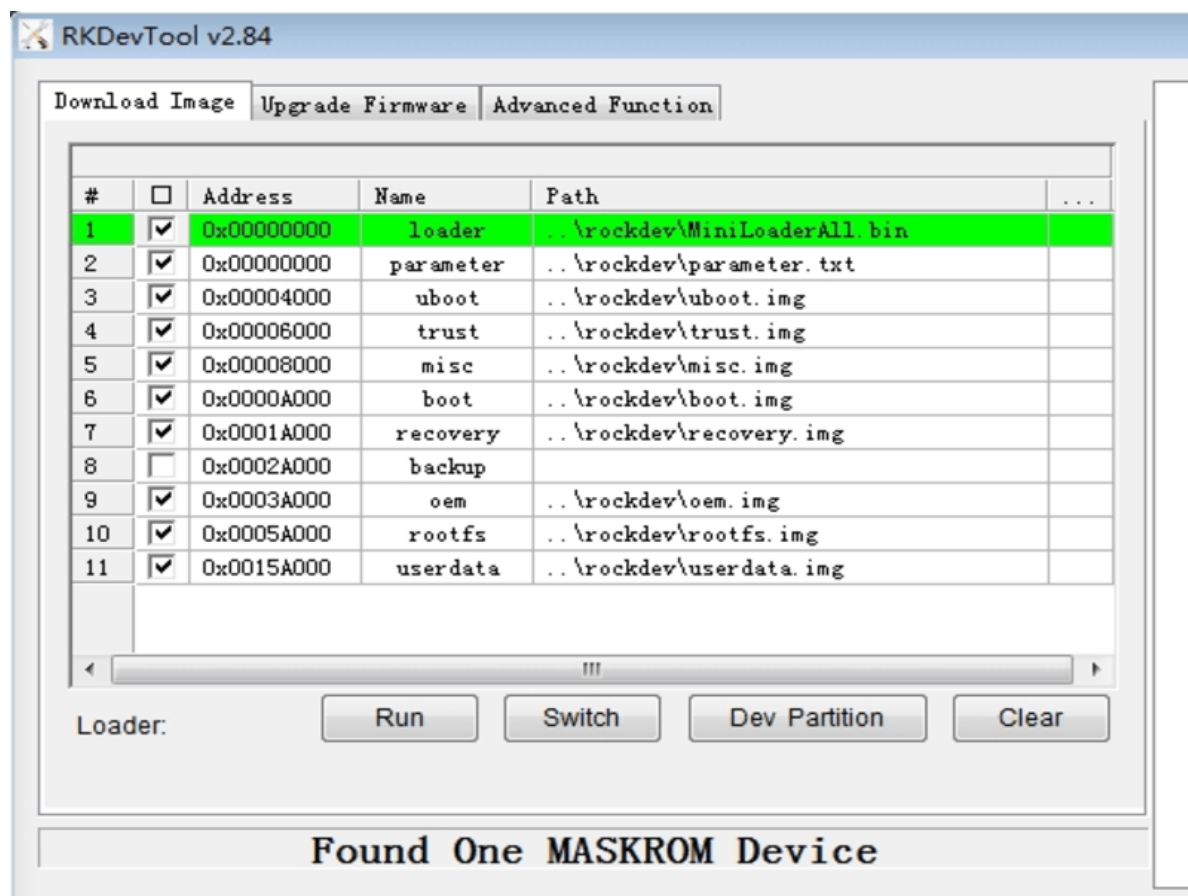 RKDevTool v2.84
Download Image Upgrade Firmware Advanced Function
# Address Name Path ...
1 0x00000000 loader ..\rockdev\MiniLoaderAll.bin
2 0x00000000 parameter ..\rockdev\parameter.txt
3 0x00004000 uboot ..\rockdev\uboot.img
4 0x00006000 trust ..\rockdev\trust.img
5 0x00008000 misc ..\rockdev\misc.img
6 0x0000A000 boot ..\rockdev\boot.img
7 0x0001A000 recovery ..\rockdev\recovery.img
8 0x0002A000 backup
9 0x0003A000 oem ..\rockdev\oem.img
10 0x0005A000 rootfs ..\rockdev\rootfs.img
11 0x0015A000 userdata ..\rockdev\userdata.img
Loader: Run Switch Dev Partition Clear
Found One MASKROM Device